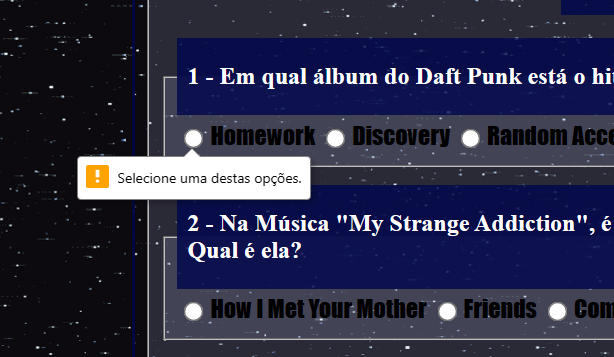 1 - Em qual álbum do Daft Punk está o hit
Homework Discovery Random Acce
Selecione uma destas opções.
2 - Na Música "My Strange Addiction", é
Qual é ela?
How I Met Your Mother Friends Com